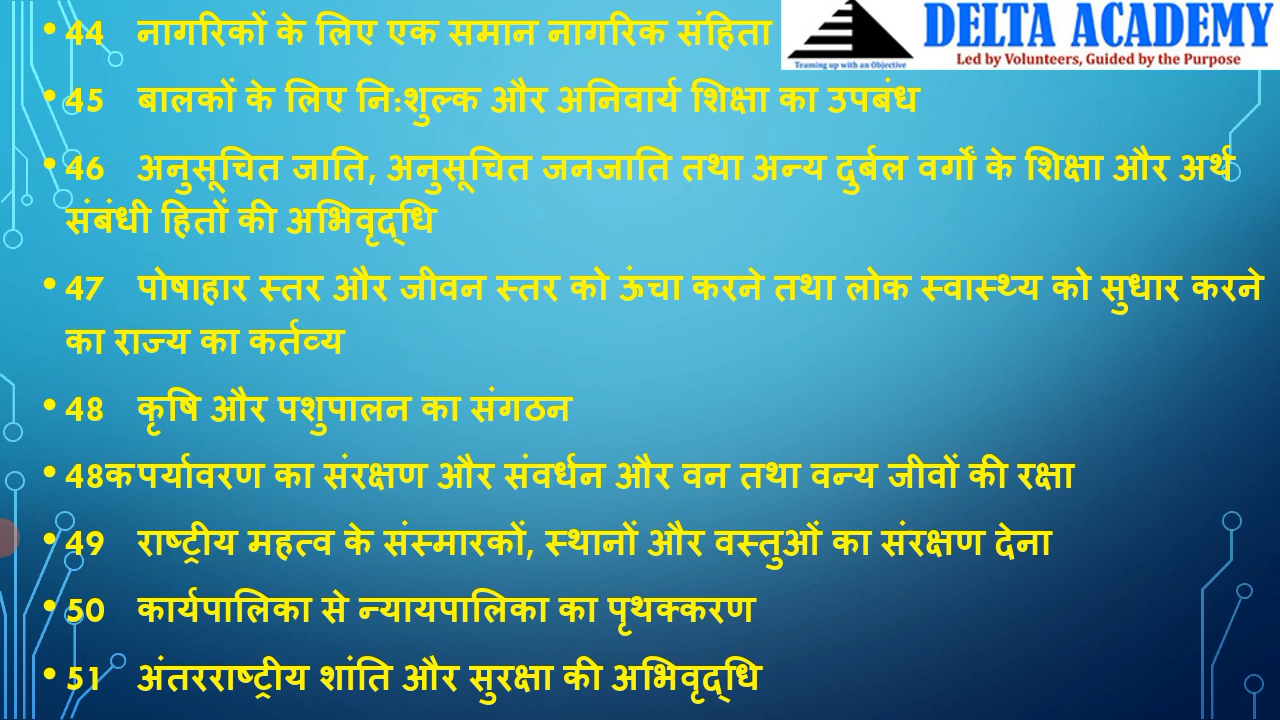 • 44 नागरिकों के लिए एक समान नागरिक संहिता
DELTA ACADEMY
Teaming up with an Objective
Led by Volunteers, Guided by the Purpose
• 45 बालकों के लिए नि:शुल्क और अनिवार्य शिक्षा का उपबंध
• 46 अनुसूचित जाति, अनुसूचित जनजाति तथा अन्य दुर्बल वर्गों के शिक्षा और अर्थ
संबंधी हितों की अभिवृद्धि
• 47 पोषाहार स्तर और जीवन स्तर को ऊंचा करने तथा लोक स्वास्थ्य को सुधार करने
का राज्य का कर्तव्य
• 48 कृषि और पशुपालन का संगठन
• 48क पर्यावरण का संरक्षण और संवर्धन और वन तथा वन्य जीवों की रक्षा
• 49 राष्ट्रीय महत्व के संस्मारकों, स्थानों और वस्तुओं का संरक्षण देना
• 50 कार्यपालिका से न्यायपालिका का पृथक्करण
• 51 अंतरराष्ट्रीय शांति और सुरक्षा की अभिवृद्धि